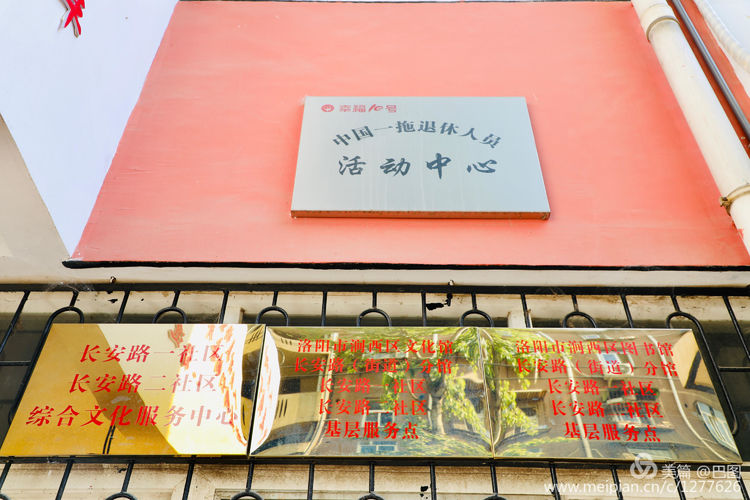 幸福10号
中国一拖退休人员
活动中心
长安路一社区
长安路二社区
综合文化服务中心
洛阳市涧西区文化馆
长安路（街道）分馆
长安路一社区
长安路二社区
基层服务点
洛阳市涧西区图书馆
长安路（街道）分馆
长安路一社区
长安路二社区
基层服务点
美篇 @巴图
www.meipian.cn/c/1277626